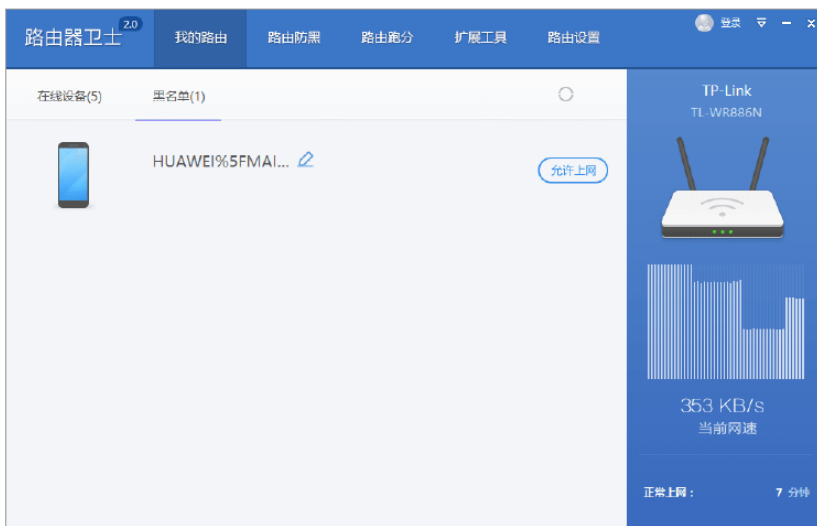 路由器卫士 2.0
我的路由
路由防黑
路由跑分
扩展工具
路由设置
登录
在线设备(5)
黑名单(1)
HUAWEI%5FMAI...
允许上网
TP-Link
TL-WR886N
353 KB/s
当前网速
正常上网： 7 分钟